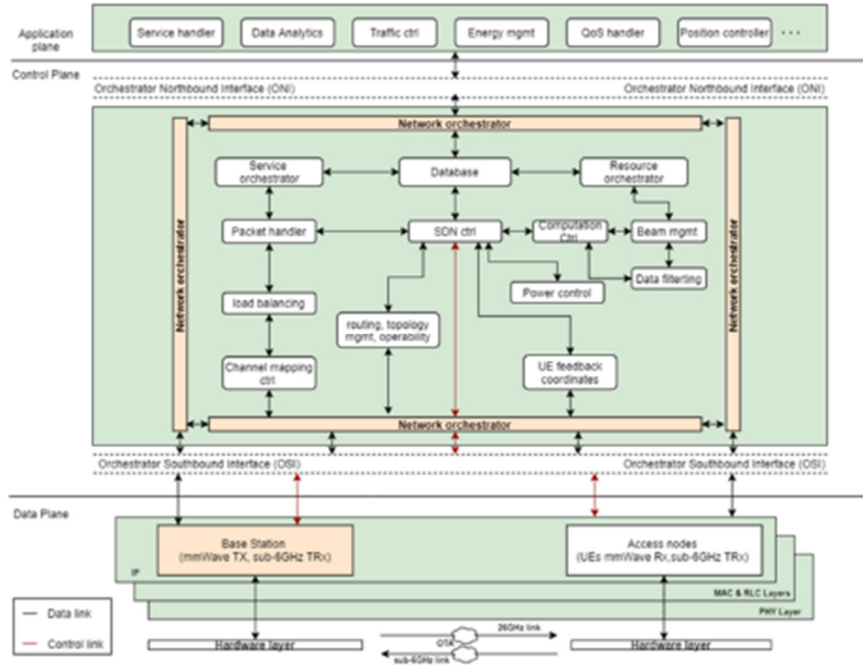 Application
plane
Service handler
Data Analytics
Traffic ctrl
Energy mgmt
QoS handler
Position controller
...
Control Plane
Orchestrator Northbound Interface (ONI)
Orchestrator Northbound Interface (ONI)
Network orchestrator
Network orchestrator
Network orchestrator
Service
orchestrator
Database
Resource
orchestrator
Packet handler
SDN ctrl
Computation
Ctrl
Beam mgmt
Data filterting
Power control
load balancing
routing, topology
mgmt, operability
Channel mapping
ctrl
UE feedback
coordinates
Network orchestrator
Orchestrator Southbound Interface (OSI)
Orchestrator Southbound Interface (OSI)
Data Plane
Base Station
(mmWave TX, sub-6GHz TRx)
Access nodes
(UEs mmWave Rx,sub-6GHz TRx)
IP
MAC & RLC Layers
PHY Layer
Data link
Control link
Hardware layer
26GHz link
OTA
sub-6GHz link
Hardware layer